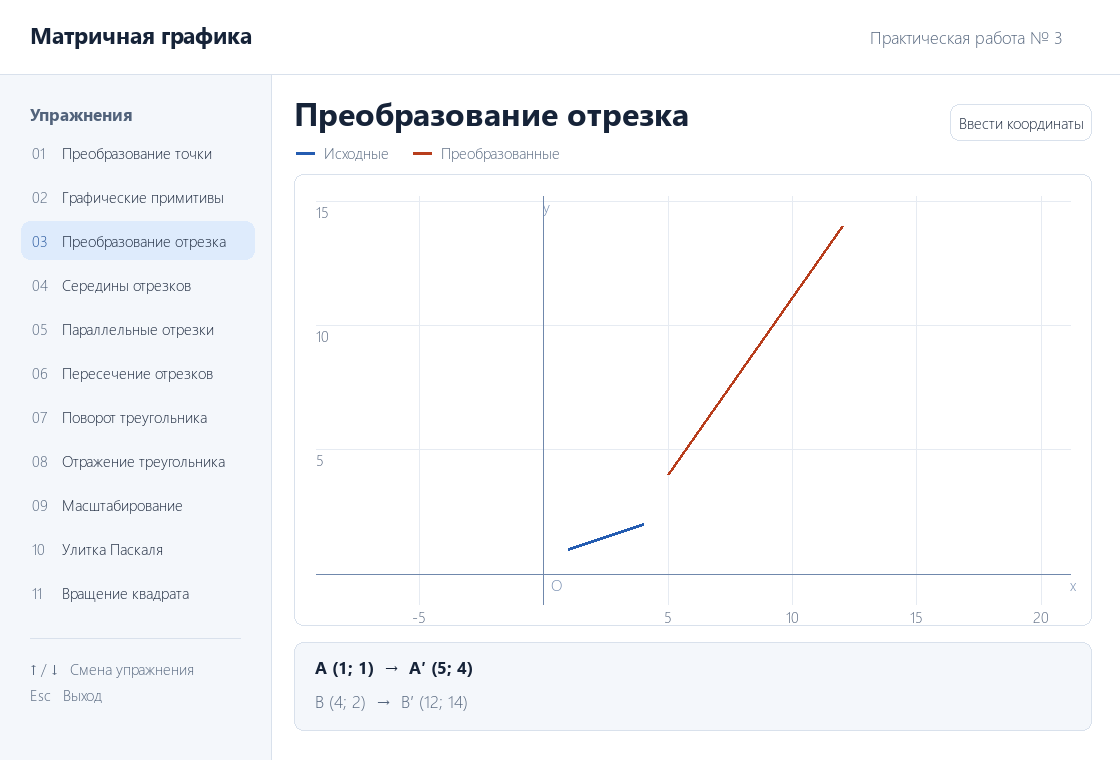 Матричная графика
Практическая работа № 3
Упражнения
01 Преобразование точки
02 Графические примитивы
03 Преобразование отрезка
04 Середины отрезков
05 Параллельные отрезки
06 Пересечение отрезков
07 Поворот треугольника
08 Отражение треугольника
09 Масштабирование
10 Улитка Паскаля
11 Вращение квадрата
↑ / ↓ Смена упражнения
Esc Выход
Преобразование отрезка
Ввести координаты
Исходные Преобразованные
y
15
10
5
O
x
-5 5 10 15 20
A (1; 1) → A′ (5; 4)
B (4; 2) → B′ (12; 14)